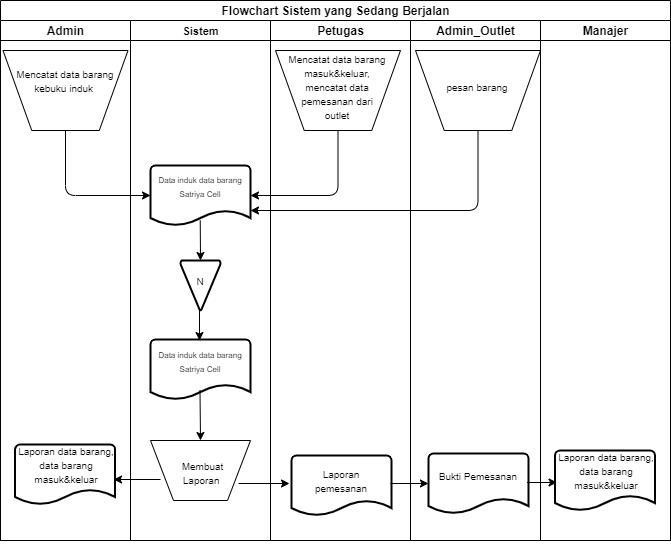 Flowchart Sistem yang Sedang Berjalan
Admin
Sistem
Petugas
Admin_Outlet
Manajer
Mencatat data barang
kebuku induk
Mencatat data barang
masuk&keluar,
mencatat data
pemesanan dari
outlet
pesan barang
Data induk data barang
Satriya Cell
N
Data induk data barang
Satriya Cell
Laporan data barang,
data barang
masuk&keluar
Membuat
Laporan
Laporan
pemesanan
Bukti Pemesanan
Laporan data barang,
data barang
masuk&keluar